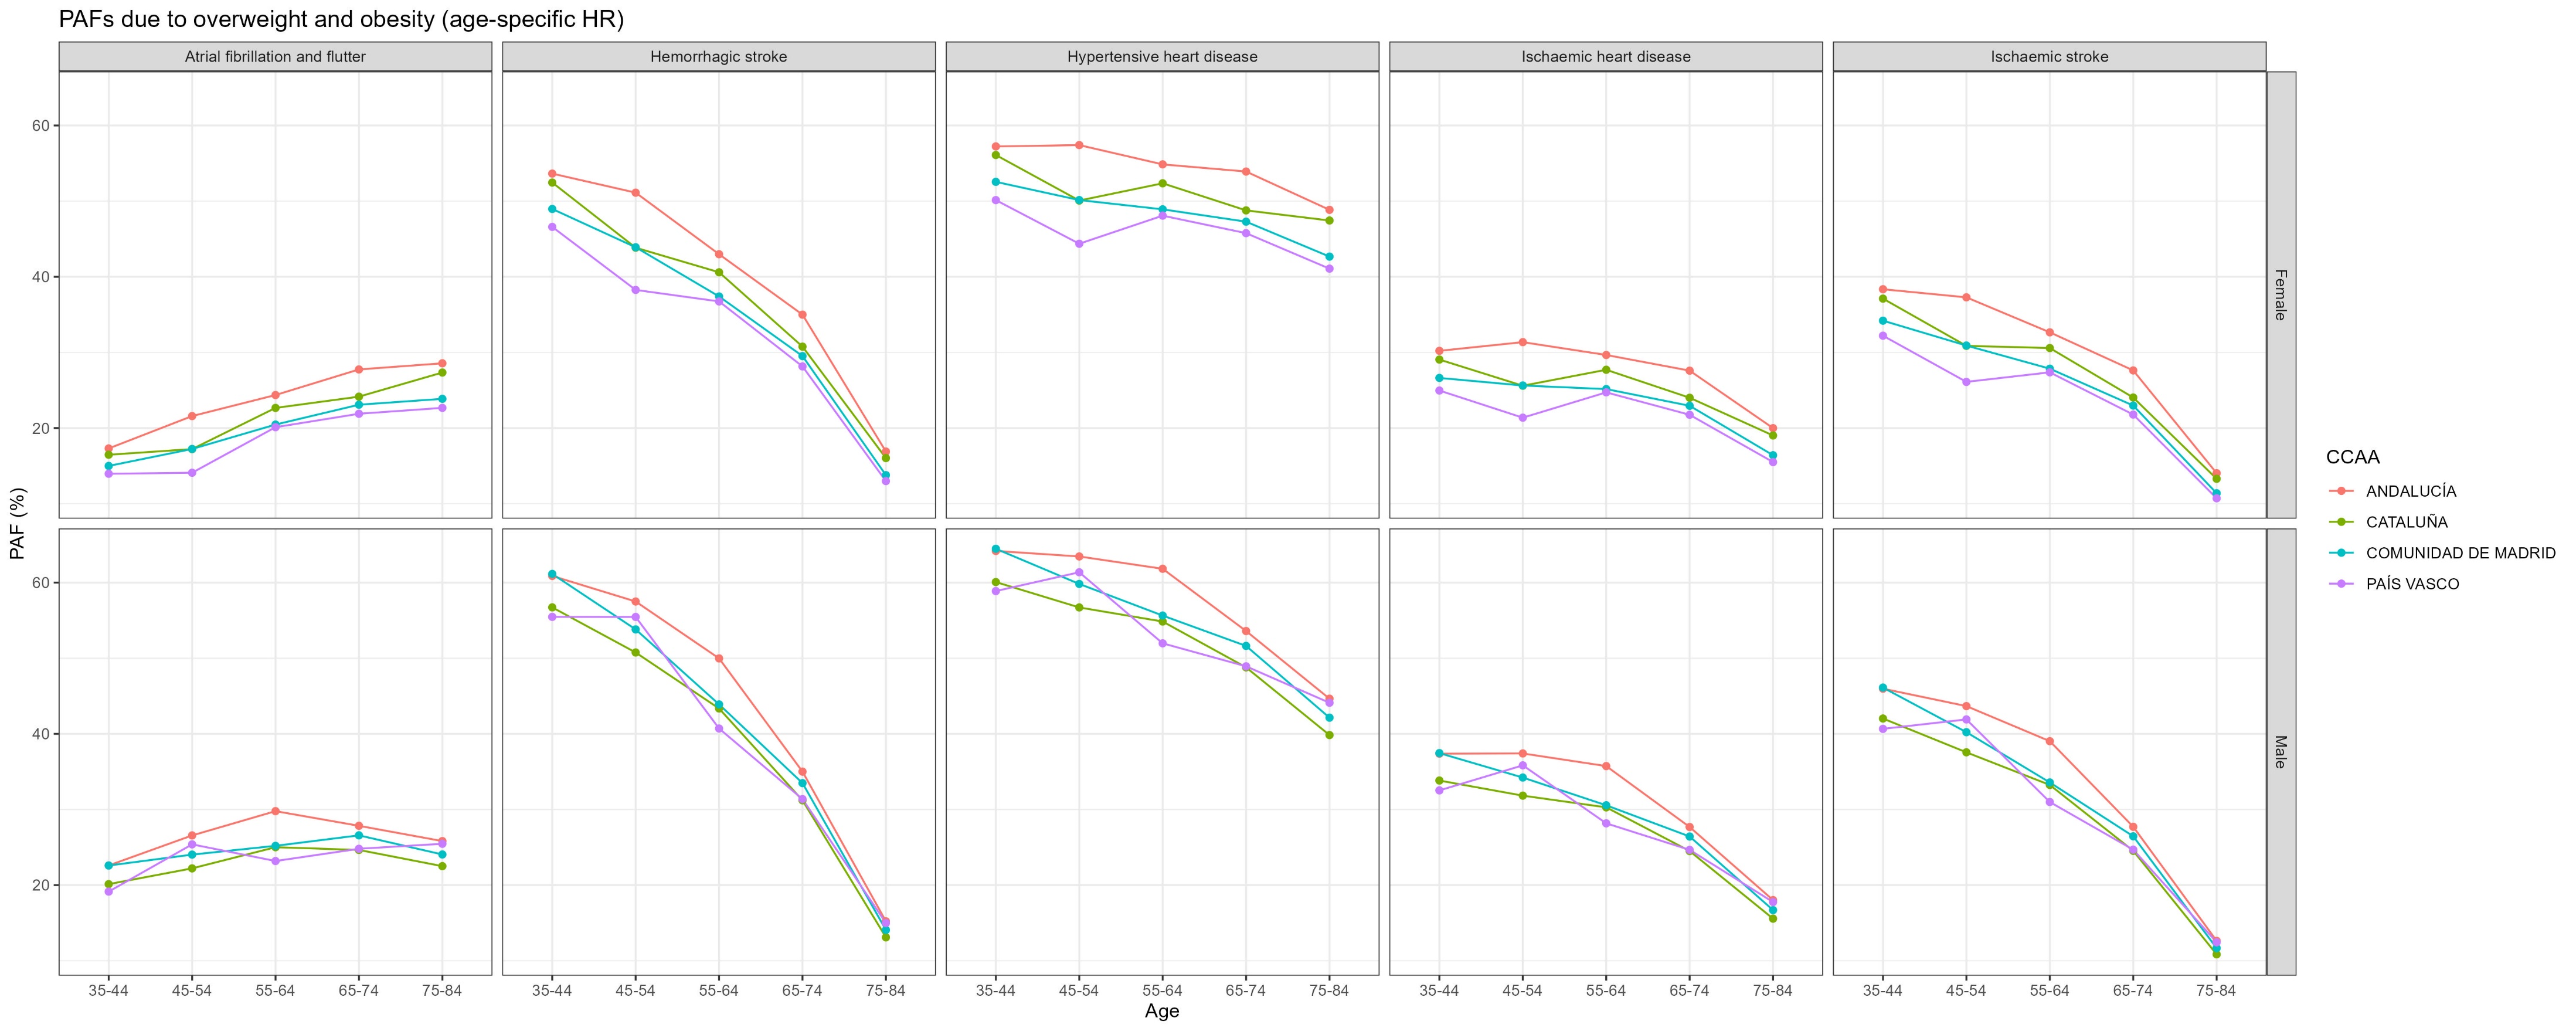 PAFs due to overweight and obesity (age-specific HR)
Atrial fibrillation and flutter
Hemorrhagic stroke
Hypertensive heart disease
Ischaemic heart disease
Ischaemic stroke
60
40
20
Female
PAF (%)
60
40
20
Male
35-44 45-54 55-64 65-74 75-84
35-44 45-54 55-64 65-74 75-84
35-44 45-54 55-64 65-74 75-84
35-44 45-54 55-64 65-74 75-84
35-44 45-54 55-64 65-74 75-84
Age
CCAA
ANDALUCÍA
CATALUÑA
COMUNIDAD DE MADRID
PAÍS VASCO